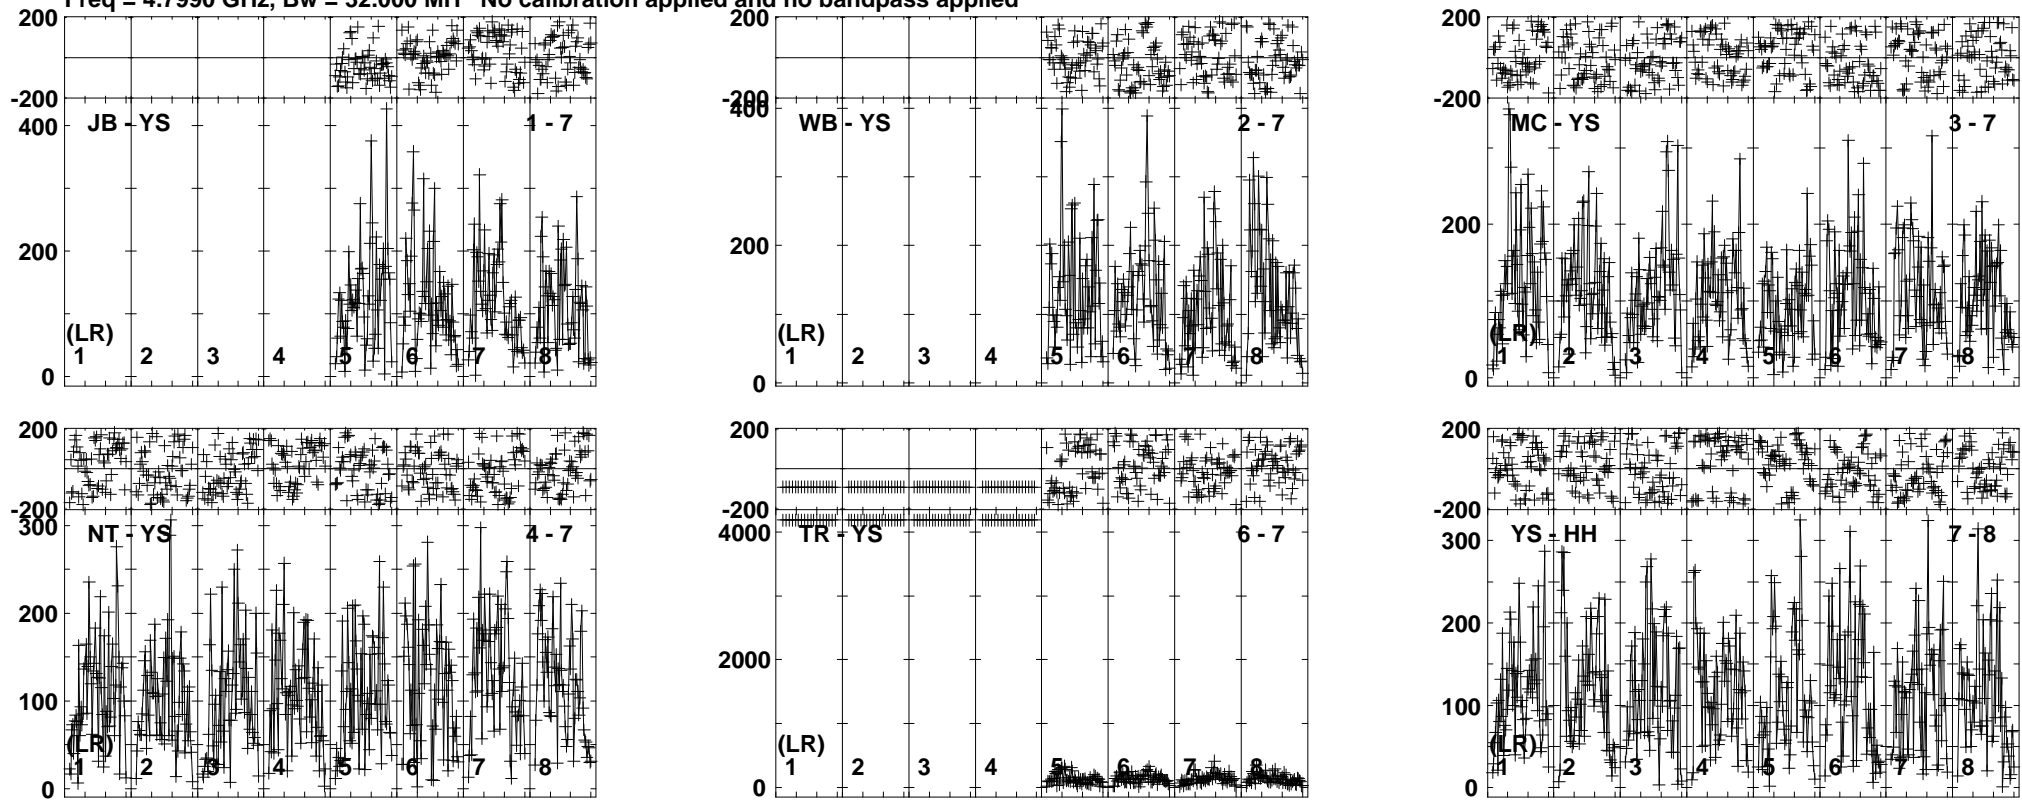 Freq = 4.7990 GHz, Bw = 32.000 MH No calibration applied and no bandpass applied
200
-200
JB - YS
1 - 7
400
200
0
(LR)
1 2 3 4 5 6 7 8
200
-200
400
WB - YS
2 - 7
200
0
(LR)
1 2 3 4 5 6 7 8
200
-200
MC - YS
3 - 7
200
0
(LR)
1 2 3 4 5 6 7 8
200
-200
300
NT - YS
4 - 7
200
100
0
(LR)
1 2 3 4 5 6 7 8
200
-200
4000
TR - YS
6 - 7
2000
0
(LR)
1 2 3 4 5 6 7 8
200
-200
300
YS - HH
7 - 8
200
100
0
(LR)
1 2 3 4 5 6 7 8